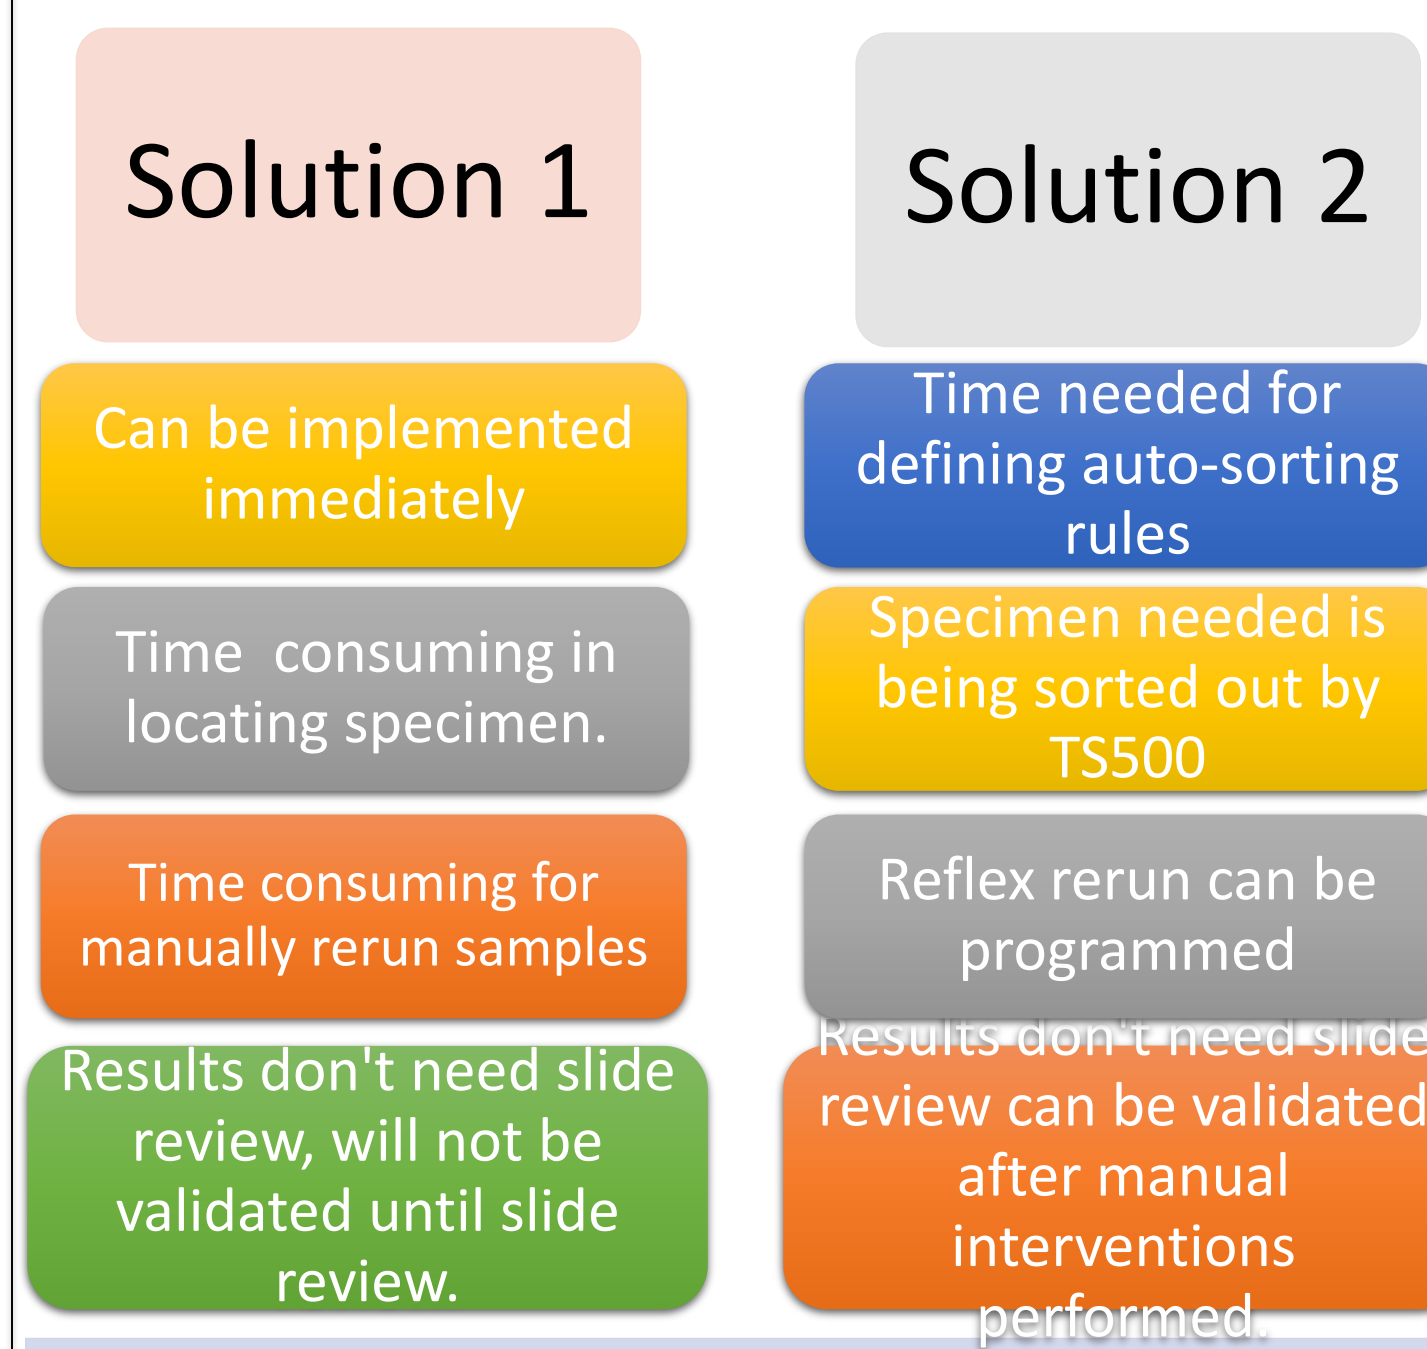 Solution 1
Can be implemented
immediately
Time  consuming in
locating specimen.
Time consuming for
manually rerun samples
Results don't need slide
review, will not be
validated until slide
review.
Solution 2
Time needed for
defining auto-sorting
rules
Specimen needed is
being sorted out by
TS500
Reflex rerun can be
programmed
Results don't need slide
review can be validated
after manual
interventions
performed.